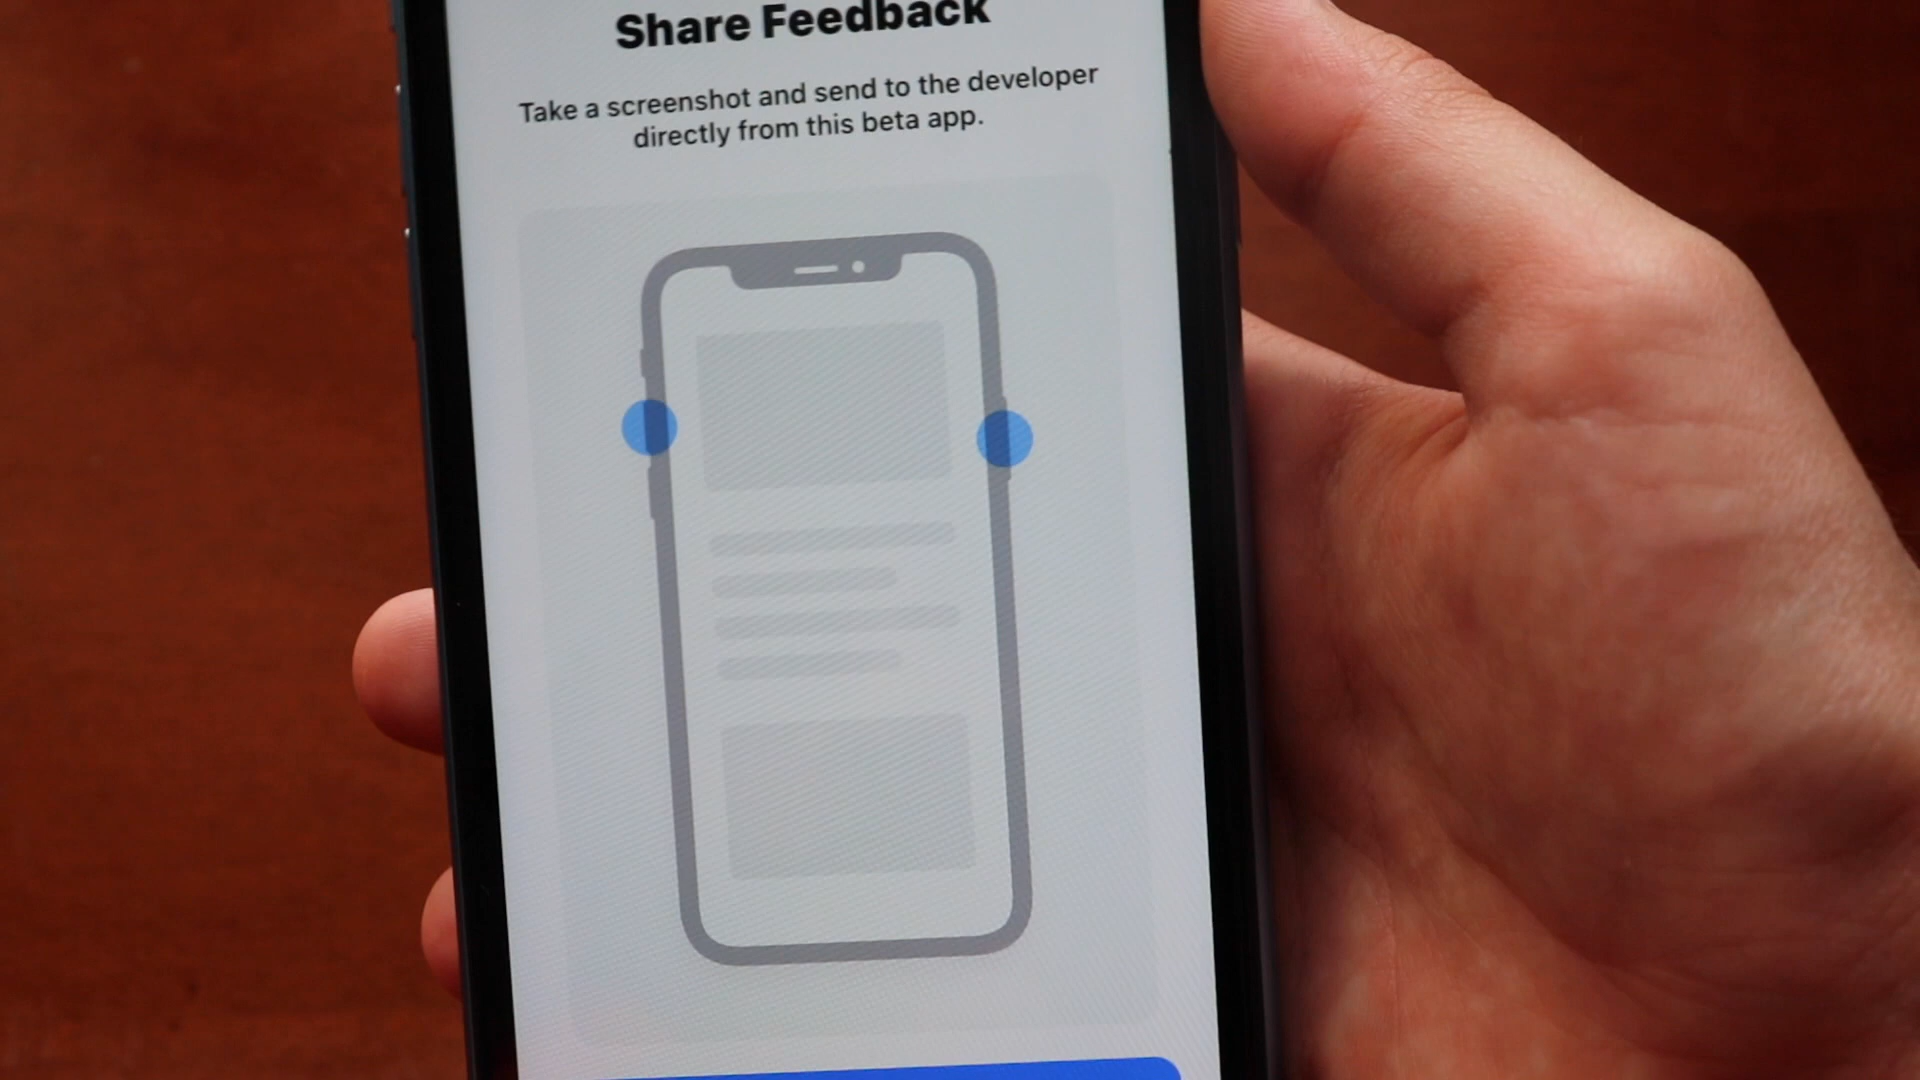 Share Feedback
Take a screenshot and send to the developer
directly from this beta app.